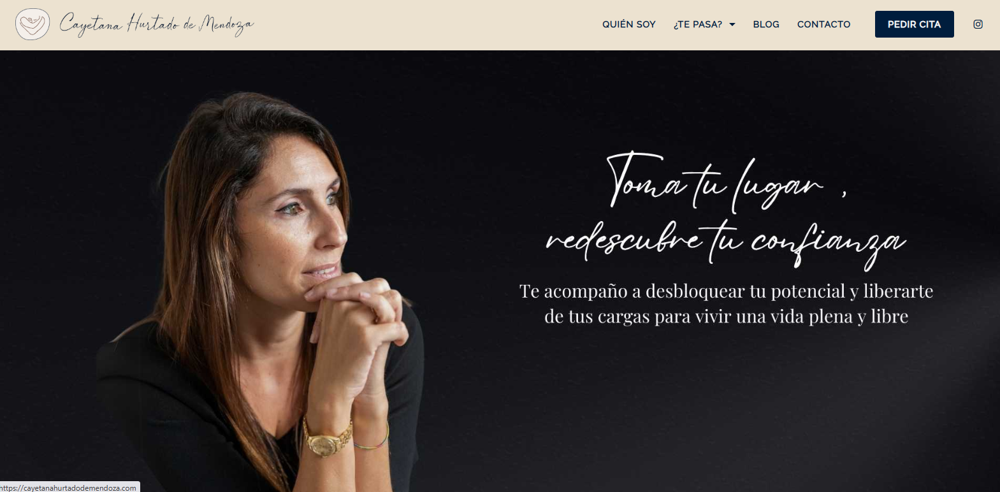 Cayetana Hurtado de Mendoza
QUIÉN SOY
¿TE PASA?
BLOG
CONTACTO
PEDIR CITA
Toma tu lugar ,
redescubre tu confianza
Te acompaño a desbloquear tu potencial y liberarte
de tus cargas para vivir una vida plena y libre
https://cayetanahurtadodemendoza.com